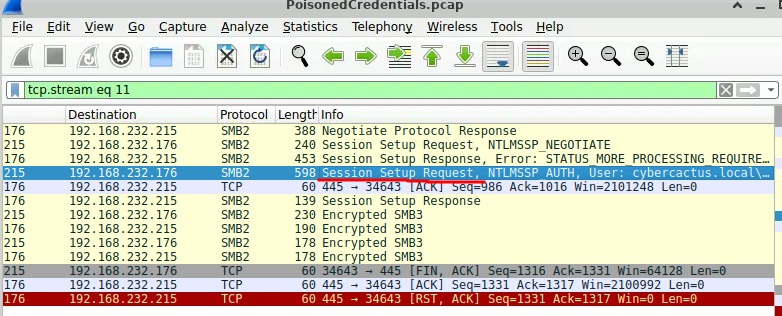 PoisonedCredentials.pcap
File Edit View Go Capture Analyze Statistics Telephony Wireless Tools Help
tcp.stream eq 11
Destination Protocol Length Info
176 192.168.232.215 SMB2 388 Negotiate Protocol Response
215 192.168.232.176 SMB2 240 Session Setup Request, NTLMSSP_NEGOTIATE
176 192.168.232.215 SMB2 453 Session Setup Response, Error: STATUS_MORE_PROCESSING_REQUIRE…
215 192.168.232.176 SMB2 598 Session Setup Request, NTLMSSP_AUTH, User: cybercactus.local\…
176 192.168.232.215 TCP 60 445 → 34643 [ACK] Seq=986 Ack=1016 Win=2101248 Len=0
176 192.168.232.215 SMB2 139 Session Setup Response
215 192.168.232.176 SMB2 230 Encrypted SMB3
176 192.168.232.215 SMB2 190 Encrypted SMB3
215 192.168.232.176 SMB2 178 Encrypted SMB3
176 192.168.232.215 SMB2 178 Encrypted SMB3
215 192.168.232.176 TCP 60 34643 → 445 [FIN, ACK] Seq=1316 Ack=1331 Win=64128 Len=0
176 192.168.232.215 TCP 60 445 → 34643 [ACK] Seq=1331 Ack=1317 Win=2100992 Len=0
176 192.168.232.215 TCP 60 445 → 34643 [RST, ACK] Seq=1331 Ack=1317 Win=0 Len=0